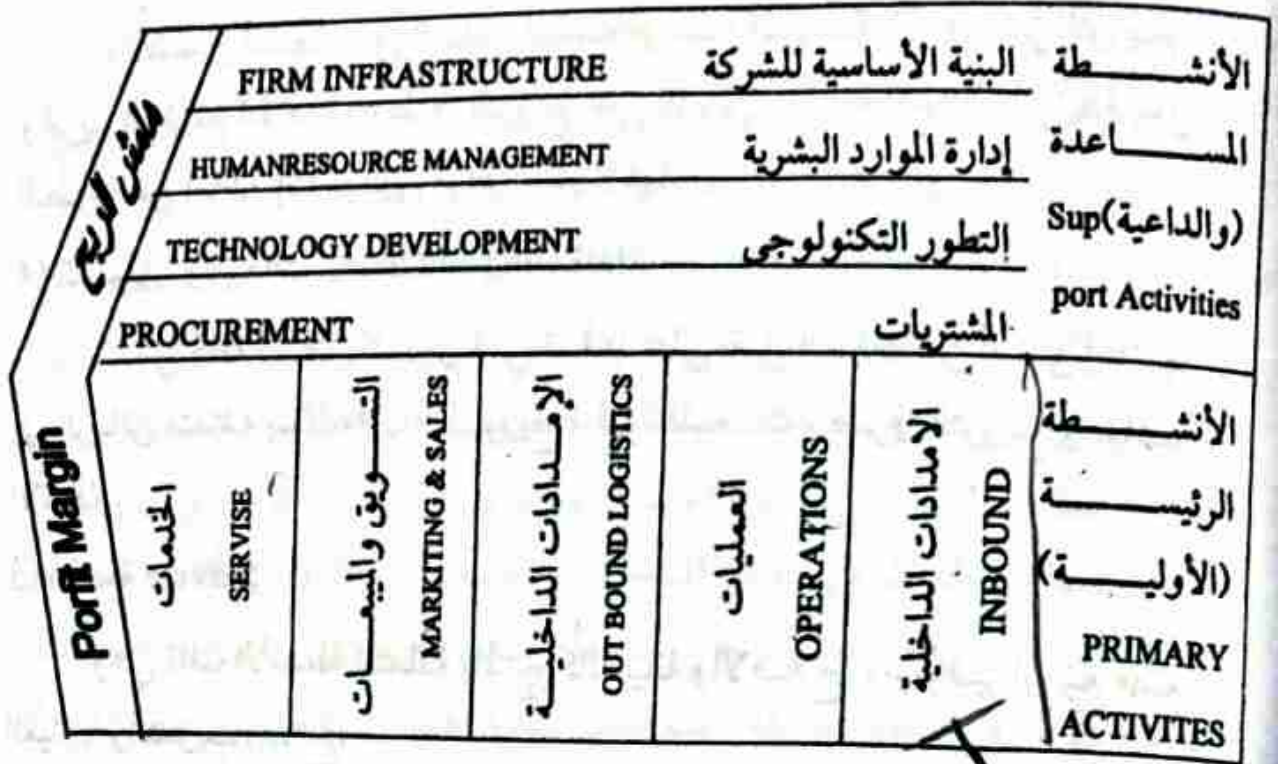 الأنشطة
المساعدة
(والداعية) Sup
port Activities
البنية الأساسية للشركة FIRM INFRASTRUCTURE
إدارة الموارد البشرية HUMANRESOURCE MANAGEMENT
التطور التكنولوجى TECHNOLOGY DEVELOPMENT
المشتريات PROCUREMENT
الأنشطة
الرئيسة
(الأولية)
PRIMARY
ACTIVITES
الامدادات الداخلية
INBOUND
العمليات
OPERATIONS
الإمدادات الداخلية
OUT BOUND LOGISTICS
التسويق والمبيعات
MARKITING & SALES
الخدمات
SERVISE
هامش الربح
Porfit Margin